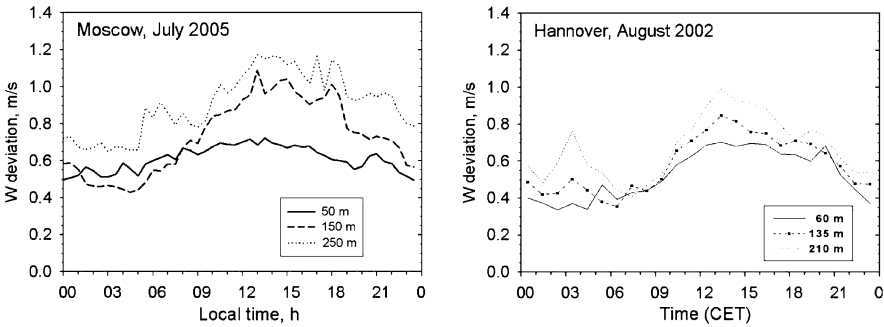 Moscow, July 2005
W deviation, m/s
1.4
1.2
1.0
0.8
0.6
0.4
0.2
0.0
50 m
150 m
250 m
00 03 06 09 12 15 18 21 0
Local time, h
Hannover, August 2002
W deviation, m/s
1.4
1.2
1.0
0.8
0.6
0.4
0.2
0.0
60 m
135 m
210 m
00 03 06 09 12 15 18 21 0
Time (CET)